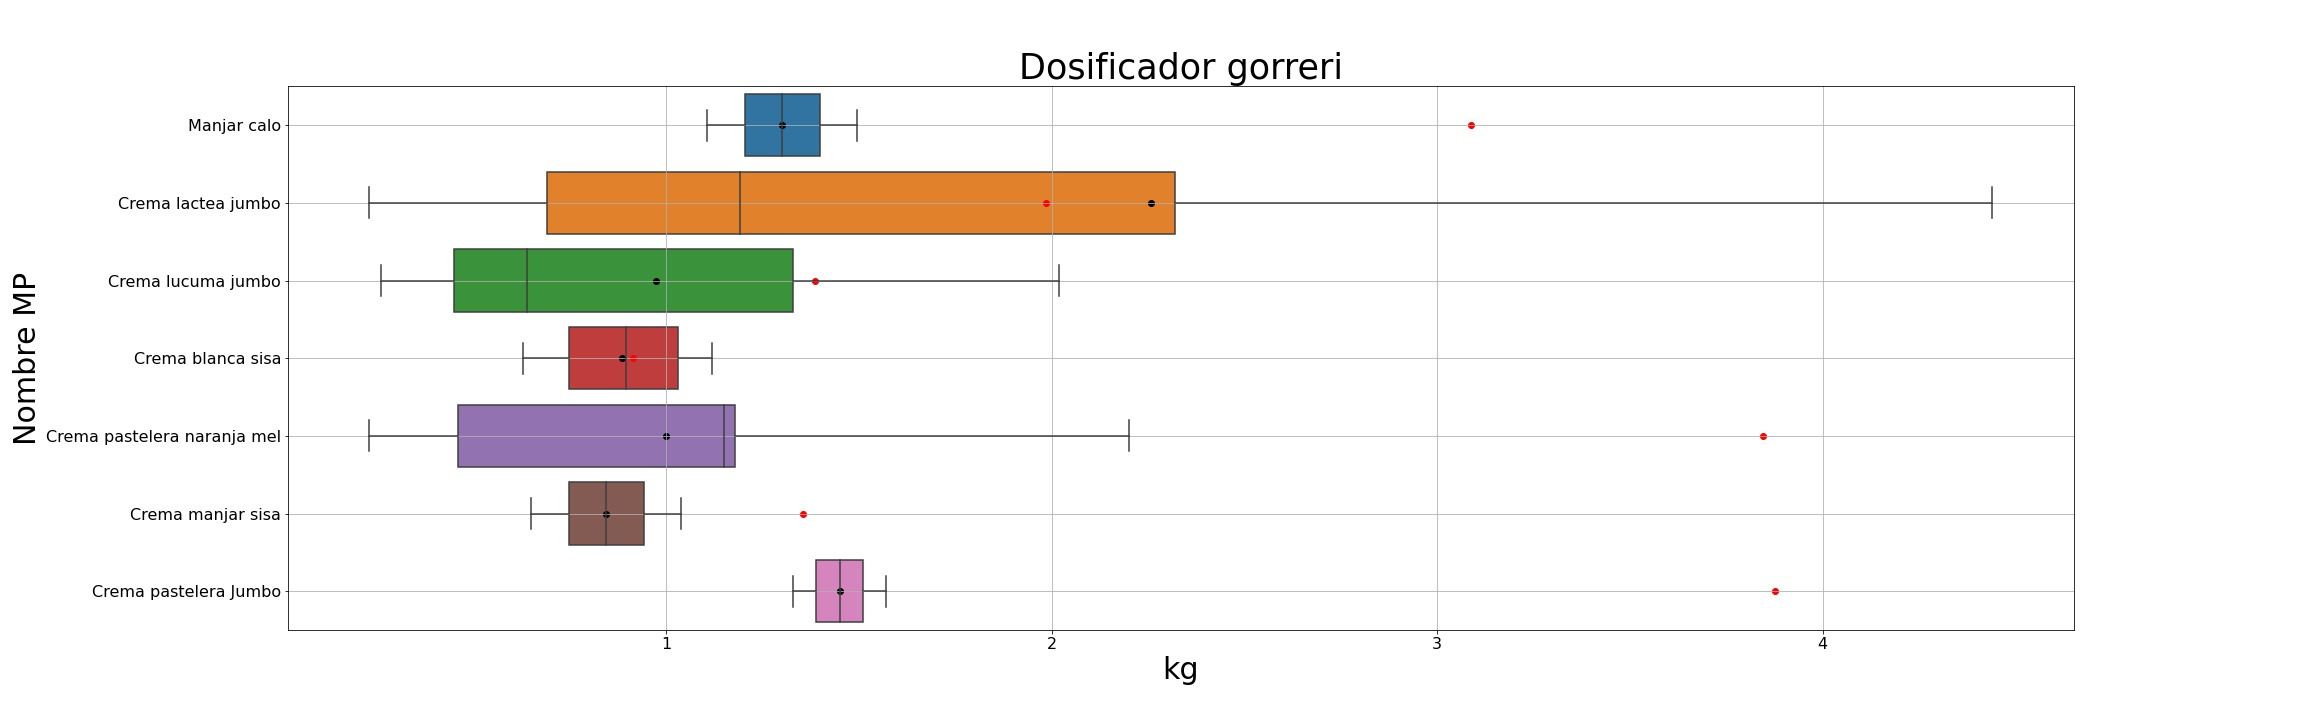 Dosificador gorreri
Nombre MP
Manjar calo
Crema lactea jumbo
Crema lucuma jumbo
Crema blanca sisa
Crema pastelera naranja mel
Crema manjar sisa
Crema pastelera Jumbo
1 2 3 4
kg